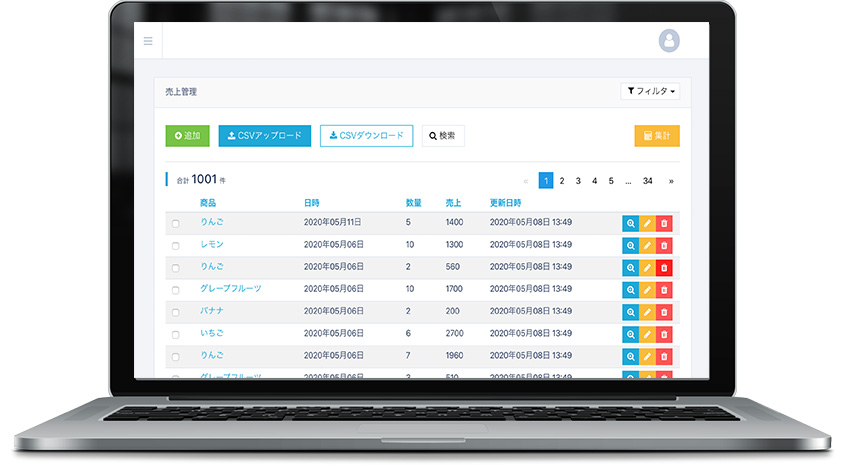 売上管理
フィルタ
追加 CSVアップロード CSVダウンロード 検索 集計
合計 1001 件
« 1 2 3 4 5 ... 34 »
商品 日時 数量 売上 更新日時
りんご 2020年05月11日 5 1400 2020年05月08日 13:49
レモン 2020年05月06日 10 1300 2020年05月08日 13:49
りんご 2020年05月06日 2 560 2020年05月08日 13:49
グレープフルーツ 2020年05月06日 10 1700 2020年05月08日 13:49
バナナ 2020年05月06日 2 200 2020年05月08日 13:49
いちご 2020年05月06日 6 2700 2020年05月08日 13:49
りんご 2020年05月06日 7 1960 2020年05月08日 13:49
グレープフルーツ 2020年05月06日 3 510 2020年05月08日 13:49